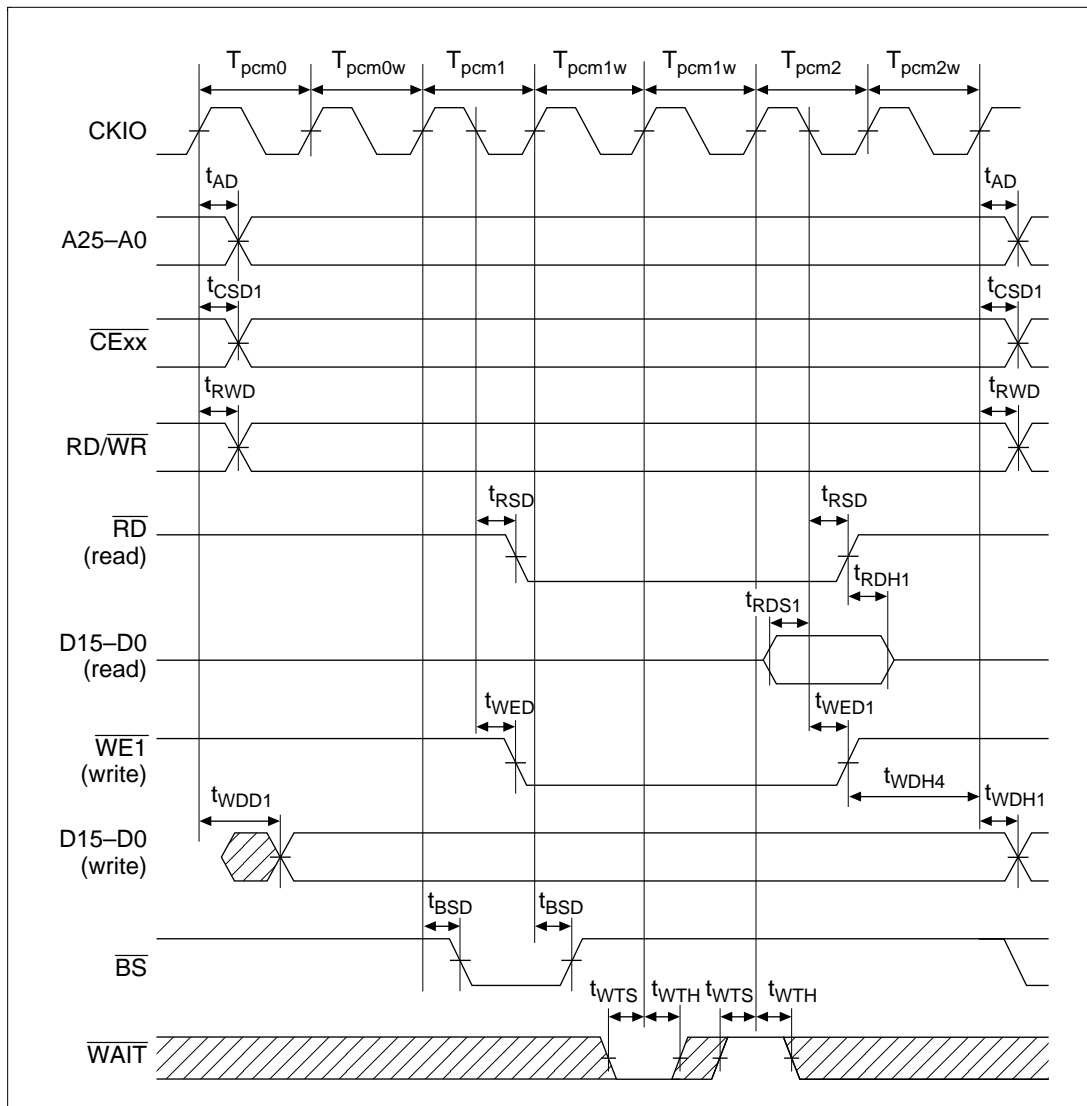 Tpcm0 Tpcm0w Tpcm1 Tpcm1w Tpcm1w Tpcm2 Tpcm2w
CKIO
tAD tAD
A25–A0
tCSD1 tCSD1
CExx
tRWD tRWD
RD/WR
tRSD tRSD
RD
(read)
tRDH1
tRDS1
D15–D0
(read)
tWED tWED1
WE1
(write)
tWDH4
tWDD1 tWDH1
D15–D0
(write)
tBSD tBSD
BS
tWTS tWTH tWTS tWTH
WAIT